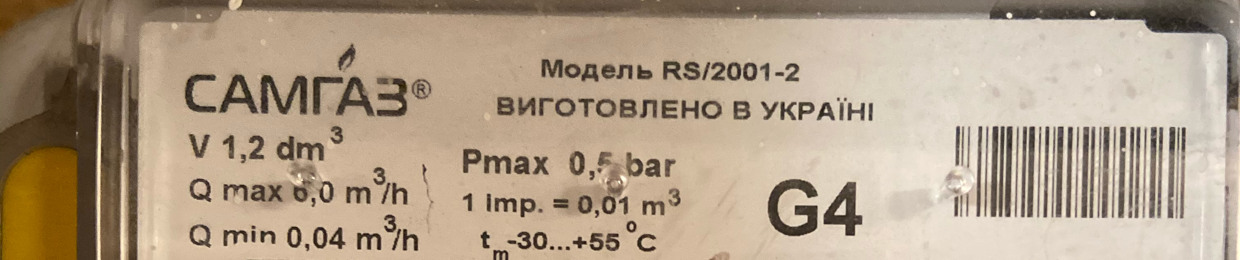 САМГАЗ®
Модель RS/2001-2
ВИГОТОВЛЕНО В УКРАЇНІ
V 1,2 dm³
Q max 6,0 m³/h
Q min 0,04 m³/h
Pmax 0,5 bar
1 imp. = 0,01 m³
tm-30...+55 °C
G4